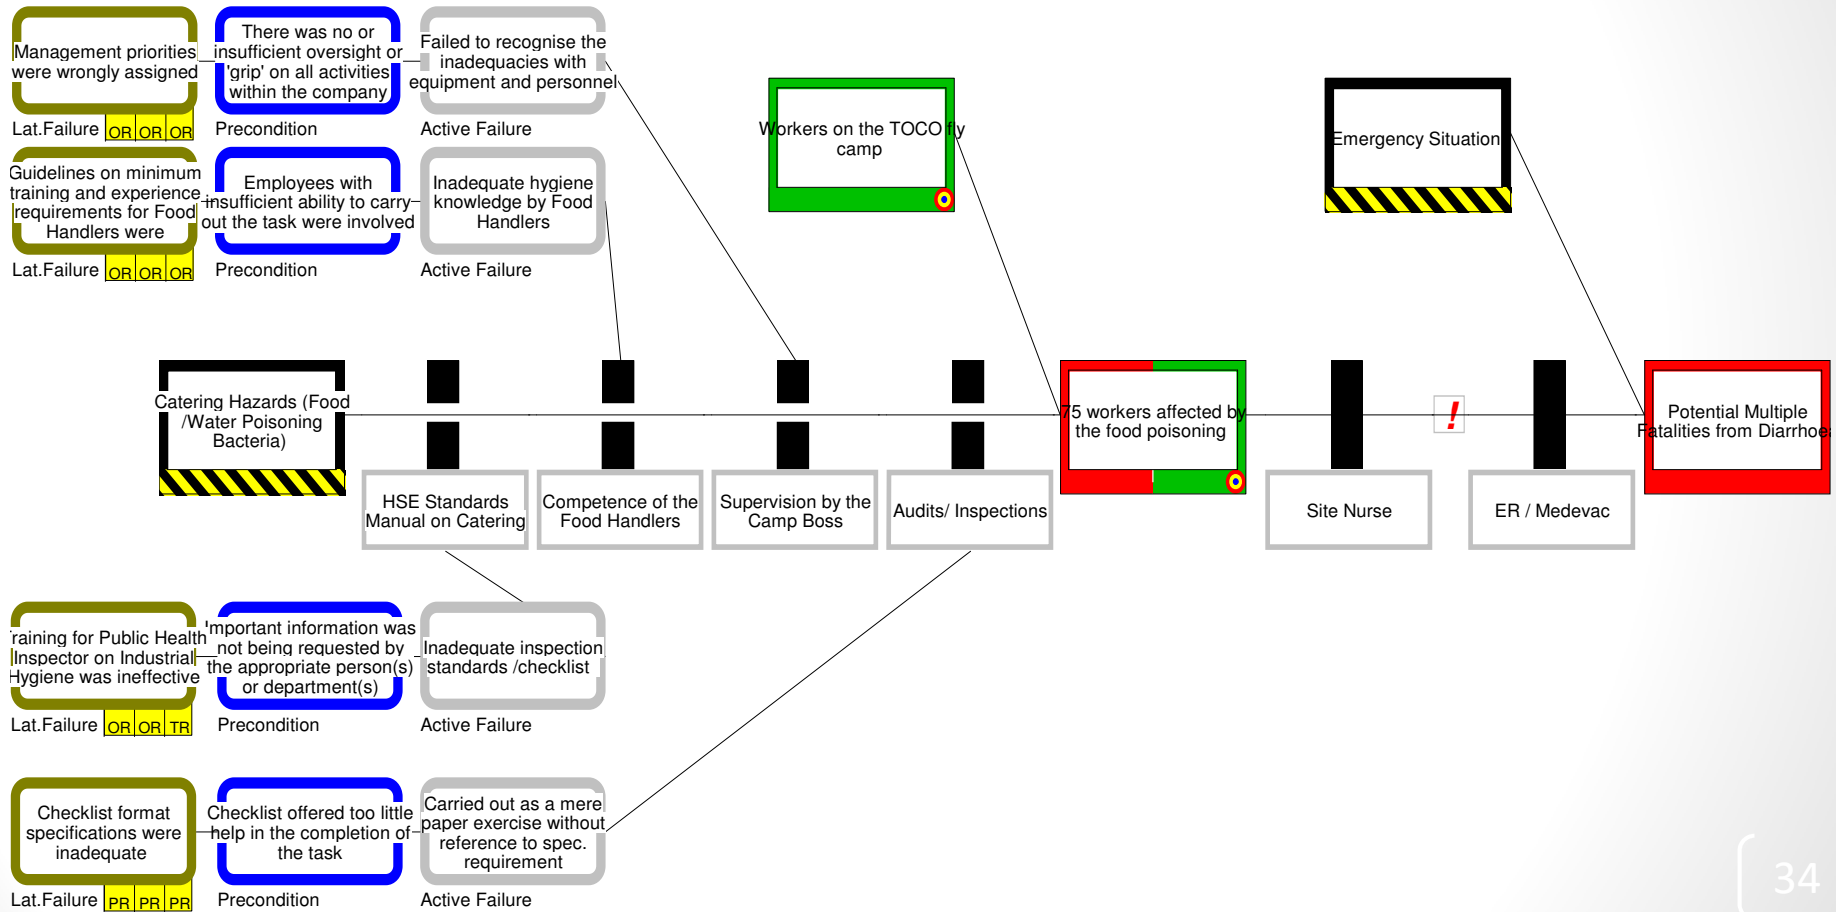 Management priorities
were wrongly assigned
There was no or
insufficient oversight or
'grip' on all activities
within the company
Failed to recognise the
inadequacies with
equipment and personnel
Lat.Failure OR OR OR
Precondition
Active Failure
Guidelines on minimum
training and experience
requirements for Food
Handlers were
Employees with
insufficient ability to carry
out the task were involved
Inadequate hygiene
knowledge by Food
Handlers
Lat.Failure OR OR OR
Precondition
Active Failure
Workers on the TOCO fly
camp
Emergency Situation
Catering Hazards (Food
/Water Poisoning
Bacteria)
75 workers affected by
the food poisoning
!
Potential Multiple
Fatalities from Diarrhoea
HSE Standards
Manual on Catering
Competence of the
Food Handlers
Supervision by the
Camp Boss
Audits/ Inspections
Site Nurse
ER / Medevac
Training for Public Health
Inspector on Industrial
Hygiene was ineffective
Important information was
not being requested by
the appropriate person(s)
or department(s)
Inadequate inspection
standards /checklist
Lat.Failure OR OR TR
Precondition
Active Failure
Checklist format
specifications were
inadequate
Checklist offered too little
help in the completion of
the task
Carried out as a mere
paper exercise without
reference to spec.
requirement
Lat.Failure PR PR PR
Precondition
Active Failure
34